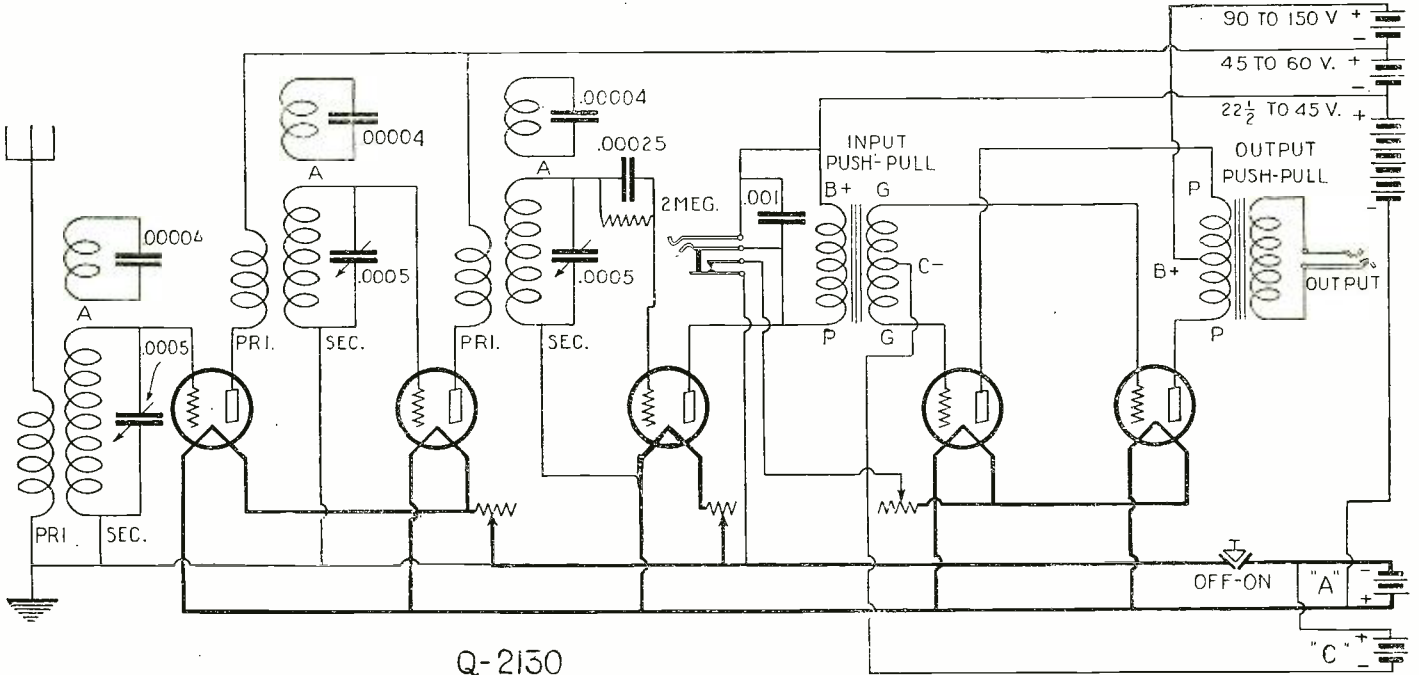 90 TO 150 V + -
45 TO 60 V. + -
22½ TO 45 V. + -
.00004
.00004
.00025
INPUT
PUSH-PULL
OUTPUT
PUSH-PULL
A
A
2 MEG.
.001
B+ G
P
.00004
.0005
.0005
C-
B+
OUTPUT
A
PRI. SEC.
PRI. SEC.
P G
P
.0005
PRI. SEC.
OFF-ON
"A" - +
"C" + -
Q-2130